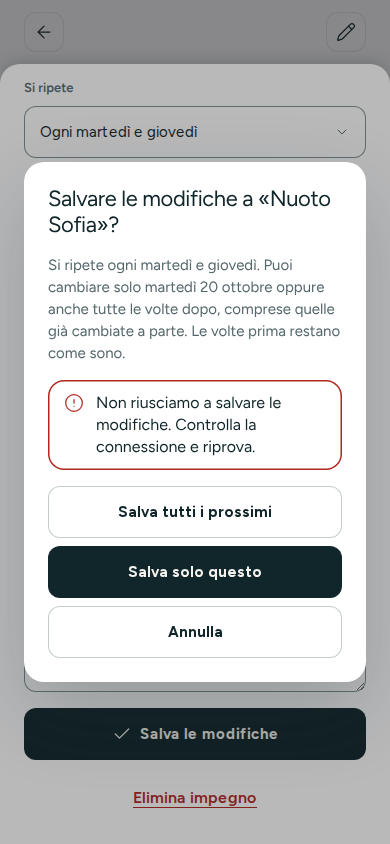 Si ripete
Ogni martedì e giovedì
Salvare le modifiche a «Nuoto
Sofia»?
Si ripete ogni martedì e giovedì. Puoi
cambiare solo martedì 20 ottobre oppure
anche tutte le volte dopo, comprese quelle
già cambiate a parte. Le volte prima restano
come sono.
Non riusciamo a salvare le
modifiche. Controlla la
connessione e riprova.
Salva tutti i prossimi
Salva solo questo
Annulla
Salva le modifiche
Elimina impegno